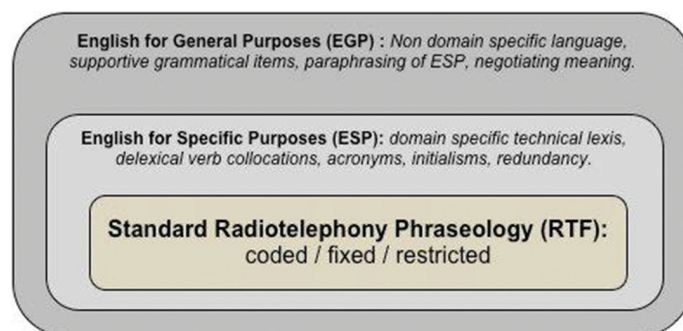 English for General Purposes (EGP) : Non domain specific language,
supportive grammatical items, paraphrasing of ESP, negotiating meaning.
English for Specific Purposes (ESP): domain specific technical lexis,
delexical verb collocations, acronyms, initialisms, redundancy.
Standard Radiotelephony Phraseology (RTF):
coded / fixed / restricted